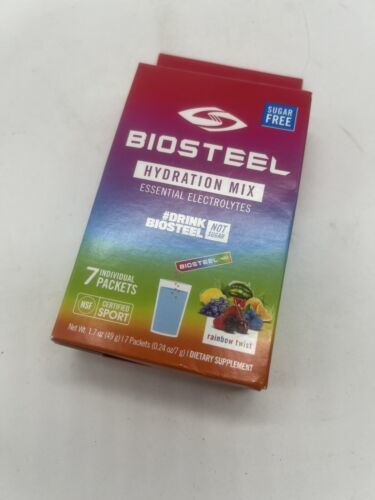 SUGAR
FREE
BIOSTEEL
HYDRATION MIX
ESSENTIAL ELECTROLYTES
#DRINK
BIOSTEEL
NOT
SUGAR
BIOSTEEL
7 INDIVIDUAL
PACKETS
NSF
CERTIFIED
SPORT
rainbow twist
Net Wt. 1.7 oz (49 g) | 7 Packets (0.24 oz/7 g) | DIETARY SUPPLEMENT